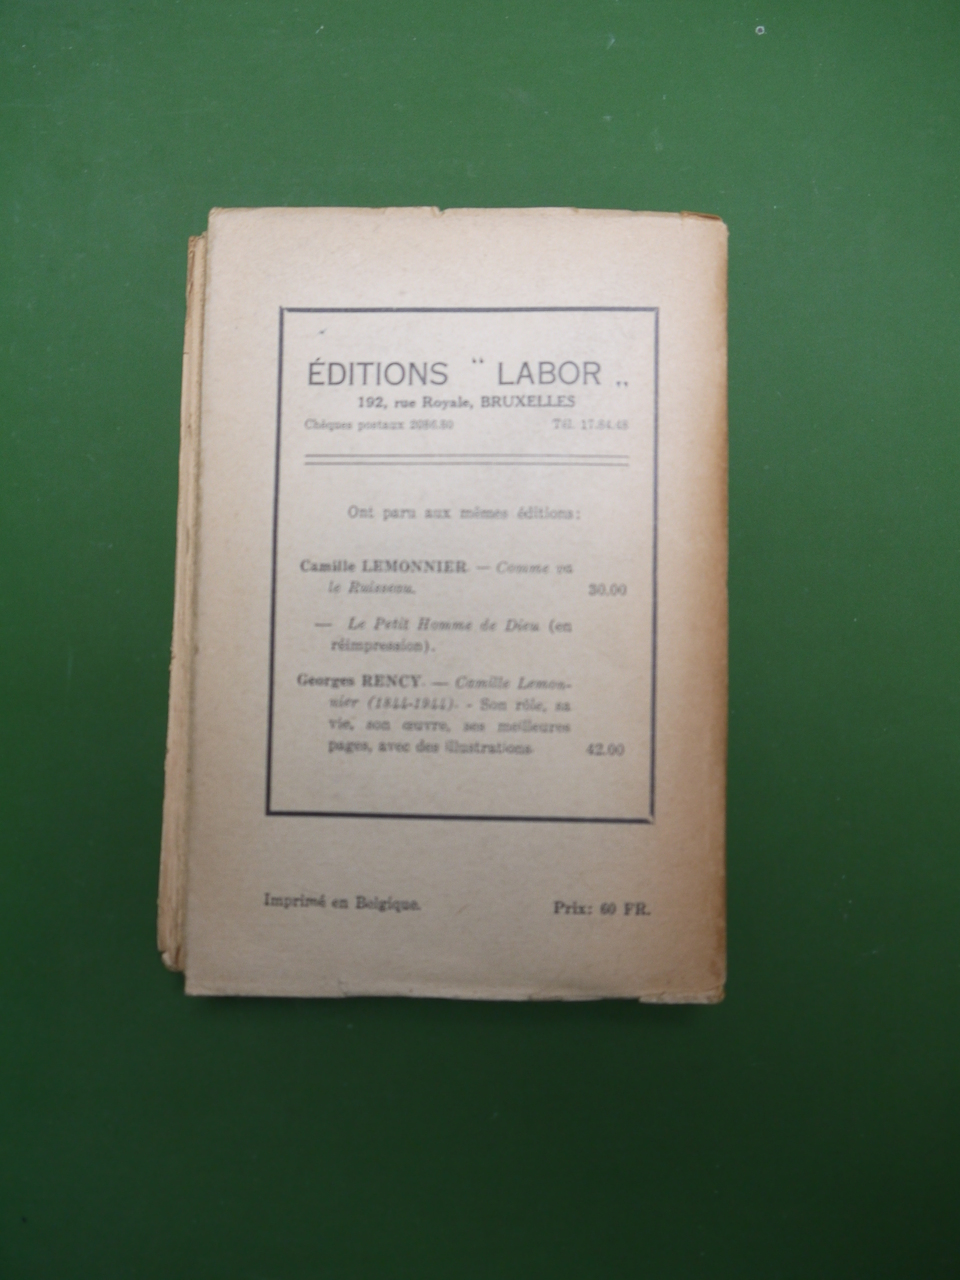 ÉDITIONS “ LABOR „
192, rue Royale, BRUXELLES
Chèques postaux 2086.80 Tél. 17.84.48
Ont paru aux mêmes éditions:
Camille LEMONNIER. — Comme va
le Ruisseau. 30.00
— Le Petit Homme de Dieu (en
réimpression).
Georges RENCY. — Camille Lemon-
nier (1844-1944). - Son rôle, sa
vie, son œuvre, ses meilleures
pages, avec des illustrations 42.00
Imprimé en Belgique. Prix: 60 FR.